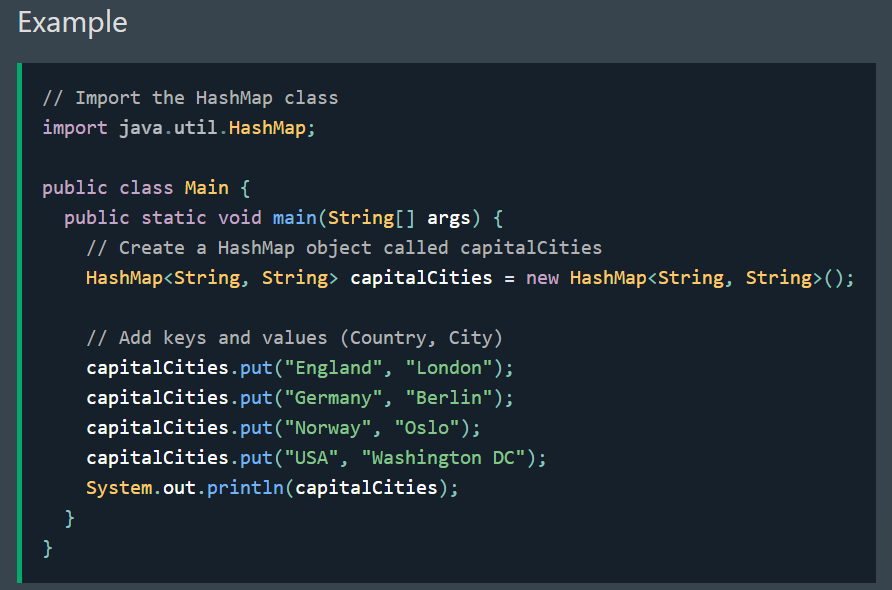 Example
// Import the HashMap class
import java.util.HashMap;
public class Main {
  public static void main(String[] args) {
    // Create a HashMap object called capitalCities
    HashMap<String, String> capitalCities = new HashMap<String, String>();
    // Add keys and values (Country, City)
    capitalCities.put("England", "London");
    capitalCities.put("Germany", "Berlin");
    capitalCities.put("Norway", "Oslo");
    capitalCities.put("USA", "Washington DC");
    System.out.println(capitalCities);
  }
}